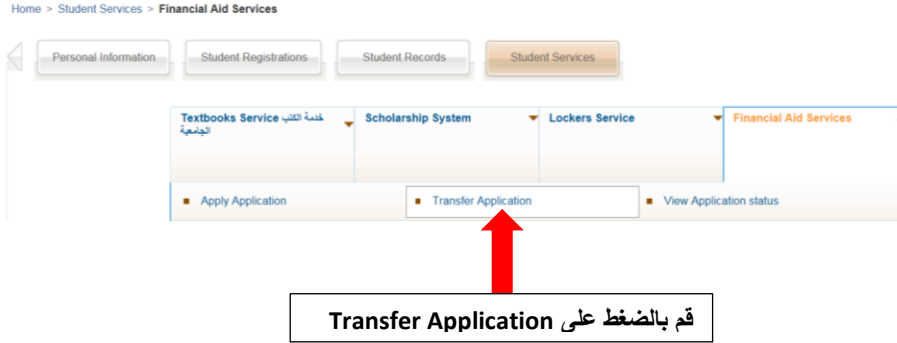 Home > Student Services > Financial Aid Services
Personal Information
Student Registrations
Student Records
Student Services
Textbooks Service خدمة الكتب
الجامعية
Scholarship System
Lockers Service
Financial Aid Services
Apply Application
Transfer Application
View Application status
قم بالضغط على Transfer Application